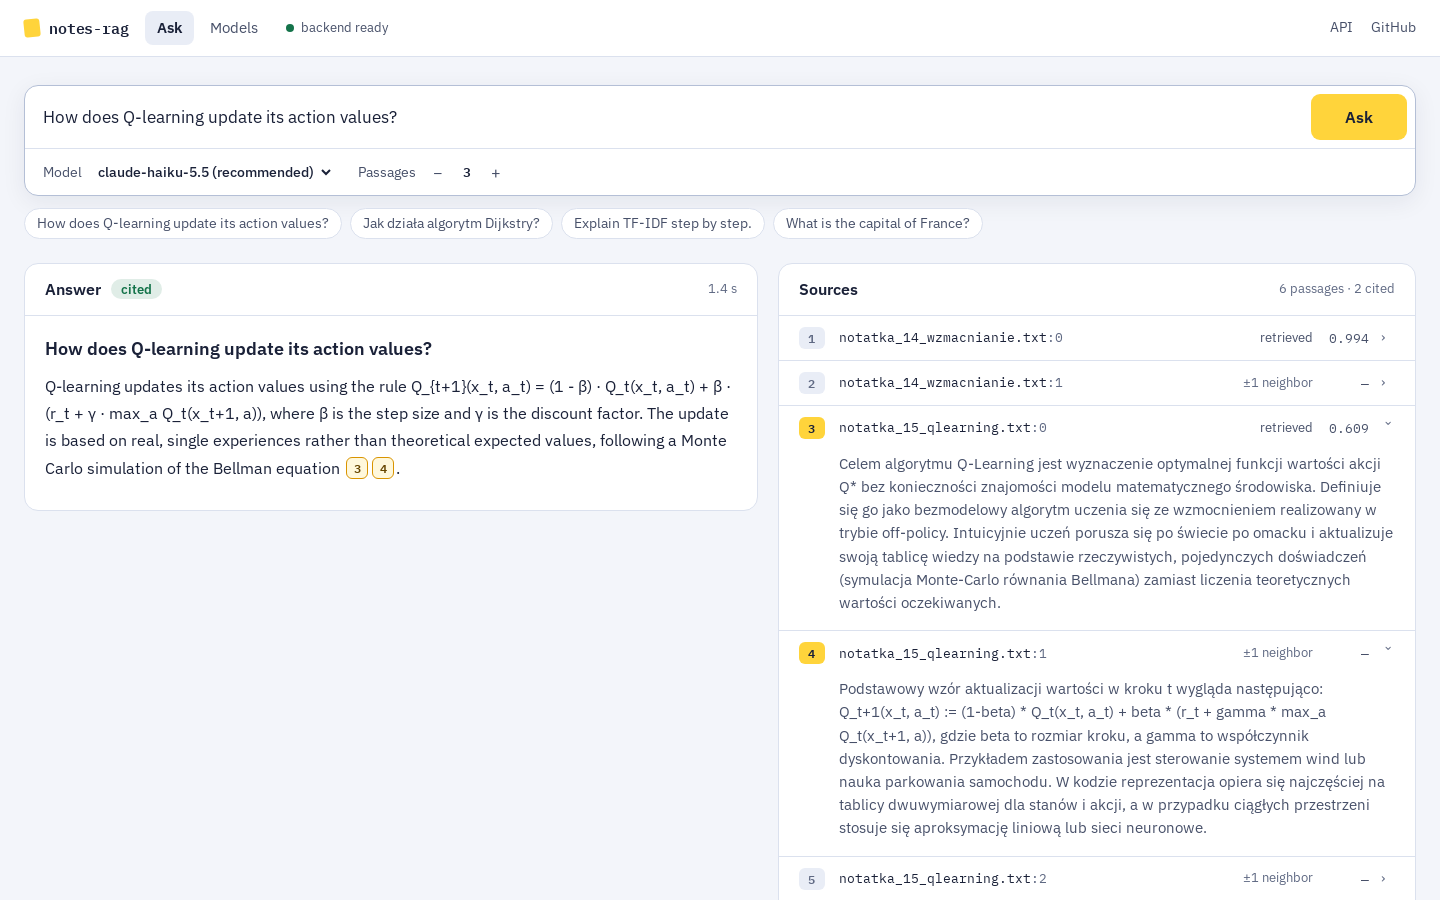 notes-rag Ask Models backend ready API GitHub
How does Q-learning update its action values? Ask
Model claude-haiku-5.5 (recommended) Passages – 3 +
How does Q-learning update its action values? Jak działa algorytm Dijkstry? Explain TF-IDF step by step. What is the capital of France?
Answer cited 1.4 s
How does Q-learning update its action values?
Q-learning updates its action values using the rule Q_{t+1}(x_t, a_t) = (1 - β) · Q_t(x_t, a_t) + β ·
(r_t + γ · max_a Q_t(x_t+1, a)), where β is the step size and γ is the discount factor. The update
is based on real, single experiences rather than theoretical expected values, following a Monte
Carlo simulation of the Bellman equation 3 4 .
Sources 6 passages · 2 cited
1 notatka_14_wzmacnianie.txt:0 retrieved 0.994 ›
2 notatka_14_wzmacnianie.txt:1 ±1 neighbor – ›
3 notatka_15_qlearning.txt:0 retrieved 0.609
Celem algorytmu Q-Learning jest wyznaczenie optymalnej funkcji wartości akcji
Q* bez konieczności znajomości modelu matematycznego środowiska. Definiuje
się go jako bezmodelowy algorytm uczenia się ze wzmocnieniem realizowany w
trybie off-policy. Intuicyjnie uczeń porusza się po świecie po omacku i aktualizuje
swoją tablicę wiedzy na podstawie rzeczywistych, pojedynczych doświadczeń
(symulacja Monte-Carlo równania Bellmana) zamiast liczenia teoretycznych
wartości oczekiwanych.
4 notatka_15_qlearning.txt:1 ±1 neighbor –
Podstawowy wzór aktualizacji wartości w kroku t wygląda następująco:
Q_t+1(x_t, a_t) := (1-beta) * Q_t(x_t, a_t) + beta * (r_t + gamma * max_a
Q_t(x_t+1, a)), gdzie beta to rozmiar kroku, a gamma to współczynnik
dyskontowania. Przykładem zastosowania jest sterowanie systemem wind lub
nauka parkowania samochodu. W kodzie reprezentacja opiera się najczęściej na
tablicy dwuwymiarowej dla stanów i akcji, a w przypadku ciągłych przestrzeni
stosuje się aproksymację liniową lub sieci neuronowe.
5 notatka_15_qlearning.txt:2 ±1 neighbor – ›